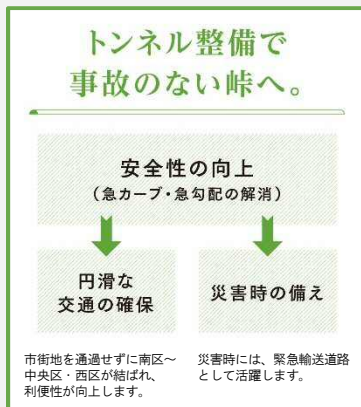 トンネル整備で
事故のない峠へ。
安全性の向上
（急カーブ・急勾配の解消）
円滑な
交通の確保
災害時の備え
市街地を通過せずに南区〜
中央区・西区が結ばれ、
利便性が向上します。
災害時には、緊急輸送道路
として活躍します。